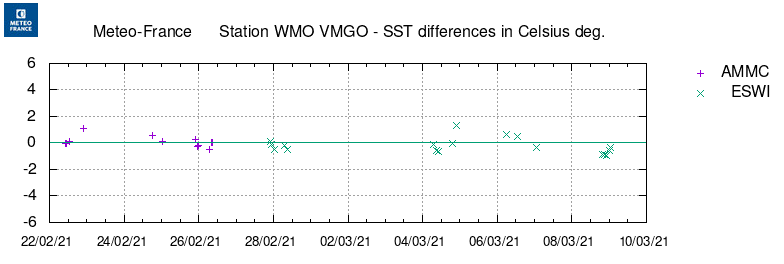 METEO
FRANCE
Meteo-France Station WMO VMGO - SST differences in Celsius deg.
6
4
2
0
-2
-4
-6
22/02/21 24/02/21 26/02/21 28/02/21 02/03/21 04/03/21 06/03/21 08/03/21 10/03/21
AMMC
ESWI